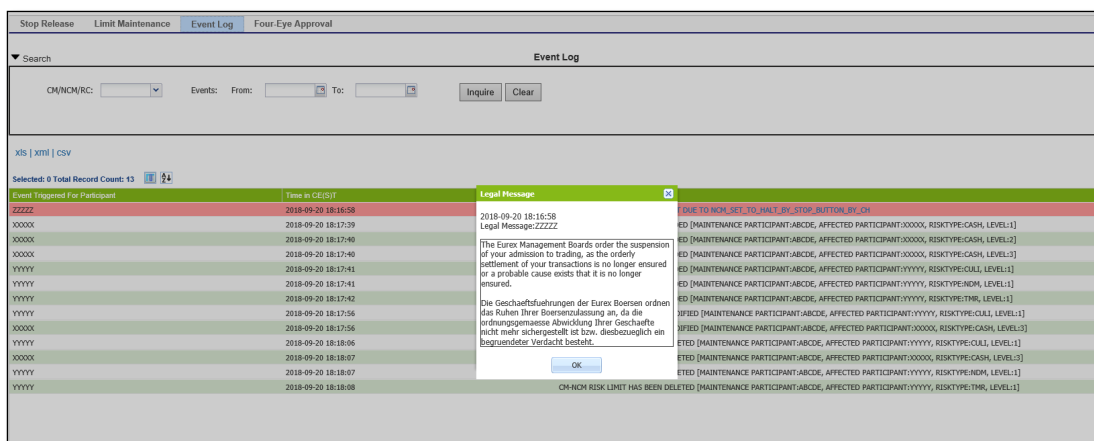 Stop Release Limit Maintenance Event Log Four-Eye Approval
Search Event Log
CM/NCM/RC: Events: From: To: Inquire Clear
xls | xml | csv
Selected: 0 Total Record Count: 13
Event Triggered For Participant Time in CE(S)T
ZZZZZ 2018-09-20 18:16:58 DUE TO NCM_SET_TO_HALT_BY_STOP_BUTTON_BY_CH
XXXXX 2018-09-20 18:17:39 [MAINTENANCE PARTICIPANT:ABCDE, AFFECTED PARTICIPANT:XXXXX, RISKTYPE:CASH, LEVEL:1]
XXXXX 2018-09-20 18:17:40 [MAINTENANCE PARTICIPANT:ABCDE, AFFECTED PARTICIPANT:XXXXX, RISKTYPE:CASH, LEVEL:2]
XXXXX 2018-09-20 18:17:40 [MAINTENANCE PARTICIPANT:ABCDE, AFFECTED PARTICIPANT:XXXXX, RISKTYPE:CASH, LEVEL:3]
YYYYY 2018-09-20 18:17:41 [MAINTENANCE PARTICIPANT:ABCDE, AFFECTED PARTICIPANT:YYYYY, RISKTYPE:CULI, LEVEL:1]
YYYYY 2018-09-20 18:17:41 [MAINTENANCE PARTICIPANT:ABCDE, AFFECTED PARTICIPANT:YYYYY, RISKTYPE:NDM, LEVEL:1]
YYYYY 2018-09-20 18:17:42 [MAINTENANCE PARTICIPANT:ABCDE, AFFECTED PARTICIPANT:YYYYY, RISKTYPE:TMR, LEVEL:1]
YYYYY 2018-09-20 18:17:56 [MAINTENANCE PARTICIPANT:ABCDE, AFFECTED PARTICIPANT:YYYYY, RISKTYPE:CULI, LEVEL:1]
XXXXX 2018-09-20 18:17:56 [MAINTENANCE PARTICIPANT:ABCDE, AFFECTED PARTICIPANT:XXXXX, RISKTYPE:CASH, LEVEL:3]
YYYYY 2018-09-20 18:18:06 [MAINTENANCE PARTICIPANT:ABCDE, AFFECTED PARTICIPANT:YYYYY, RISKTYPE:CULI, LEVEL:1]
XXXXX 2018-09-20 18:18:07 [MAINTENANCE PARTICIPANT:ABCDE, AFFECTED PARTICIPANT:XXXXX, RISKTYPE:CASH, LEVEL:3]
YYYYY 2018-09-20 18:18:07 [MAINTENANCE PARTICIPANT:ABCDE, AFFECTED PARTICIPANT:YYYYY, RISKTYPE:NDM, LEVEL:1]
YYYYY 2018-09-20 18:18:08 CM-NCM RISK LIMIT HAS BEEN DELETED [MAINTENANCE PARTICIPANT:ABCDE, AFFECTED PARTICIPANT:YYYYY, RISKTYPE:TMR, LEVEL:1]
Legal Message
2018-09-20 18:16:58
Legal Message:ZZZZZ
The Eurex Management Boards order the suspension
of your admission to trading, as the orderly
settlement of your transactions is no longer ensured
or a probable cause exists that it is no longer
ensured.
Die Geschaeftsfuehrungen der Eurex Boersen ordnen
das Ruhen Ihrer Boersenzulassung an, da die
ordnungsgemaesse Abwicklung Ihrer Geschaefte
nicht mehr sichergestellt ist bzw. diesbezueglich ein
begruendeter Verdacht besteht.
OK